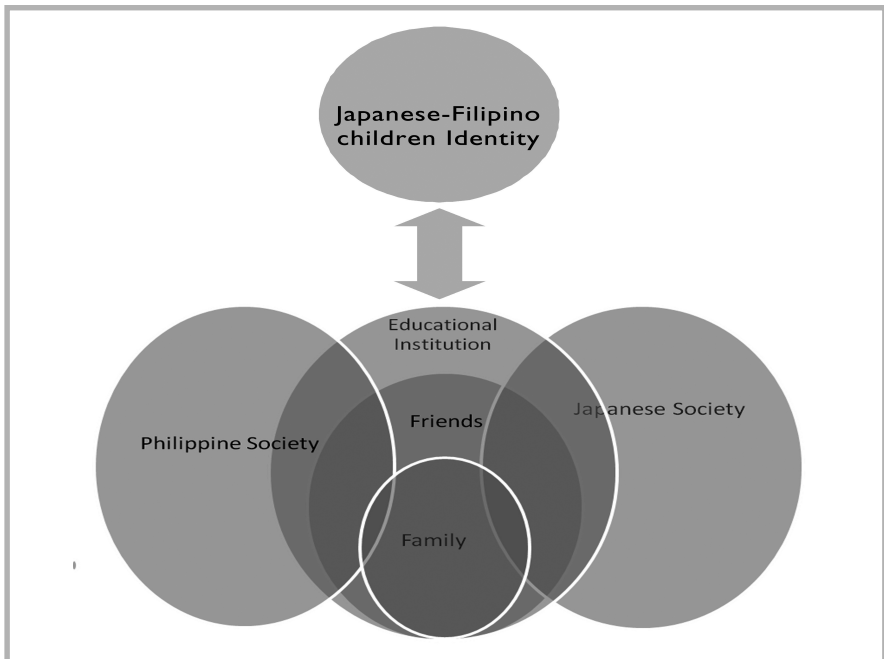 Japanese-Filipino
children Identity
Educational
Institution
Japanese Society
Friends
Philippine Society
Family